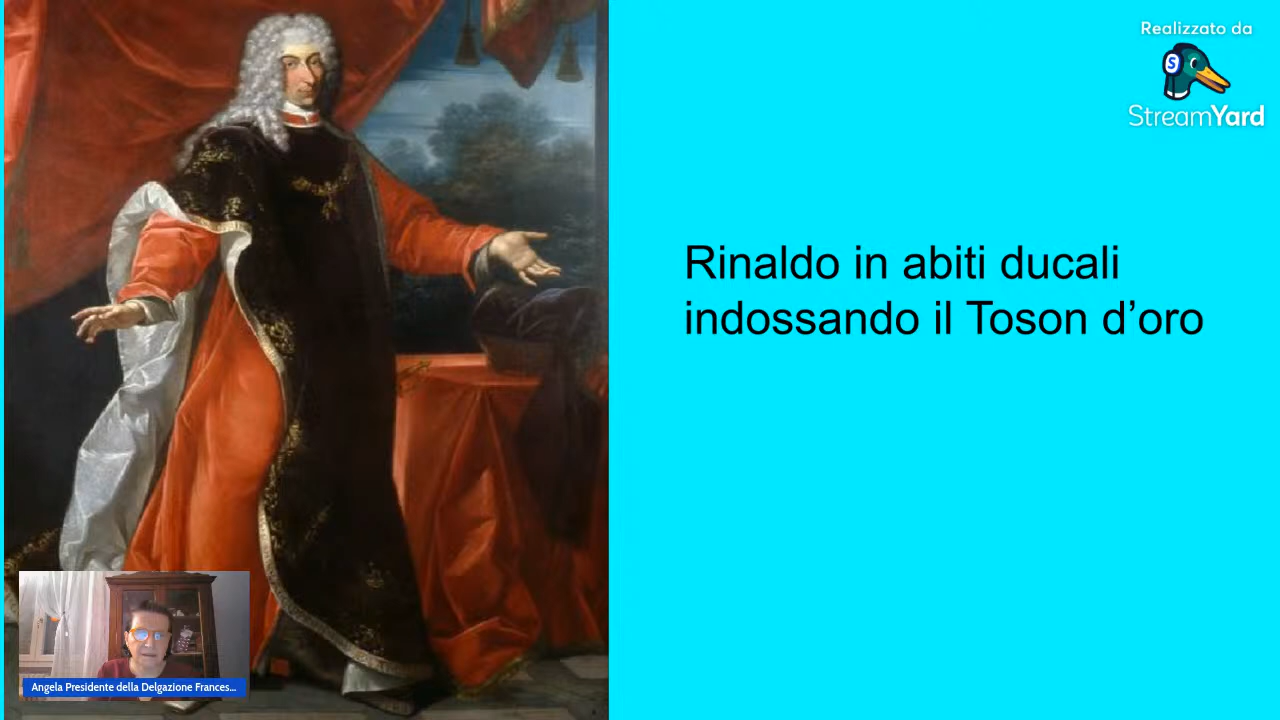 Realizzato da
S
StreamYard
Rinaldo in abiti ducali
indossando il Toson d’oro
Angela Presidente della Delgazione Frances...